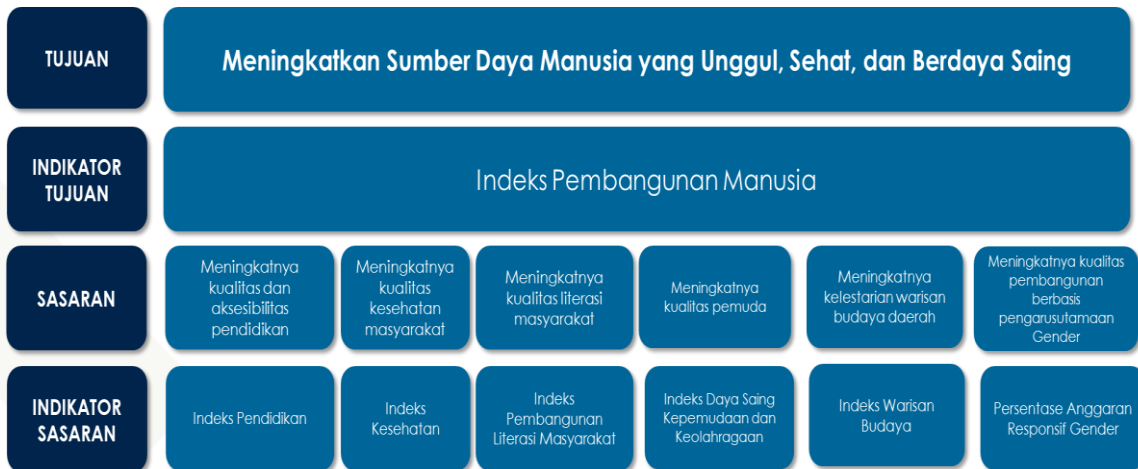 TUJUAN
Meningkatkan Sumber Daya Manusia yang Unggul, Sehat, dan Berdaya Saing
INDIKATOR
TUJUAN
Indeks Pembangunan Manusia
SASARAN
Meningkatnya
kualitas dan
aksesibilitas
pendidikan
Meningkatnya
kualitas
kesehatan
masyarakat
Meningkatnya
kualitas literasi
masyarakat
Meningkatnya
kualitas pemuda
Meningkatnya
kelestarian warisan
budaya daerah
Meningkatnya kualitas
pembangunan
berbasis
pengarusutamaan
Gender
INDIKATOR
SASARAN
Indeks Pendidikan
Indeks
Kesehatan
Indeks
Pembangunan
Literasi Masyarakat
Indeks Daya Saing
Kepemudaan dan
Keolahragaan
Indeks Warisan
Budaya
Persentase Anggaran
Responsif Gender